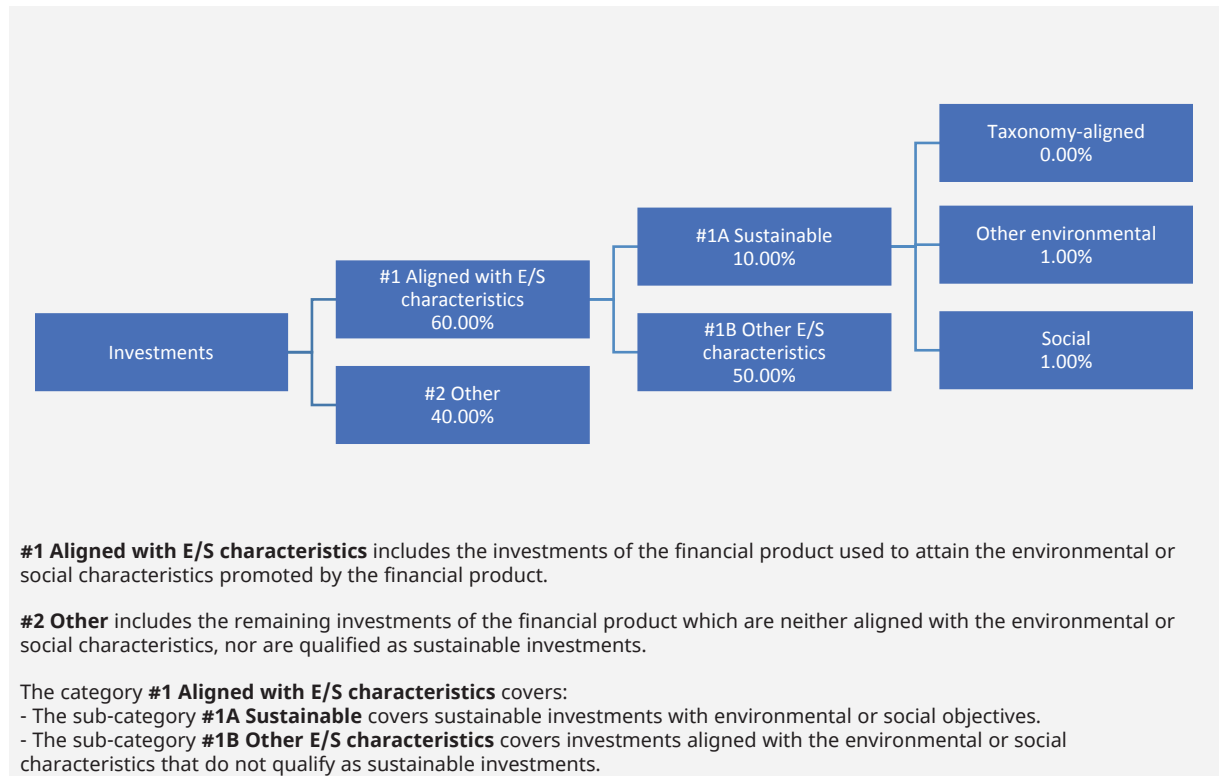 Investments
#1 Aligned with E/S
characteristics
60.00%
#2 Other
40.00%
#1A Sustainable
10.00%
#1B Other E/S
characteristics
50.00%
Taxonomy-aligned
0.00%
Other environmental
1.00%
Social
1.00%
#1 Aligned with E/S characteristics includes the investments of the financial product used to attain the environmental or
social characteristics promoted by the financial product.
#2 Other includes the remaining investments of the financial product which are neither aligned with the environmental or
social characteristics, nor are qualified as sustainable investments.
The category #1 Aligned with E/S characteristics covers:
- The sub-category #1A Sustainable covers sustainable investments with environmental or social objectives.
- The sub-category #1B Other E/S characteristics covers investments aligned with the environmental or social
characteristics that do not qualify as sustainable investments.